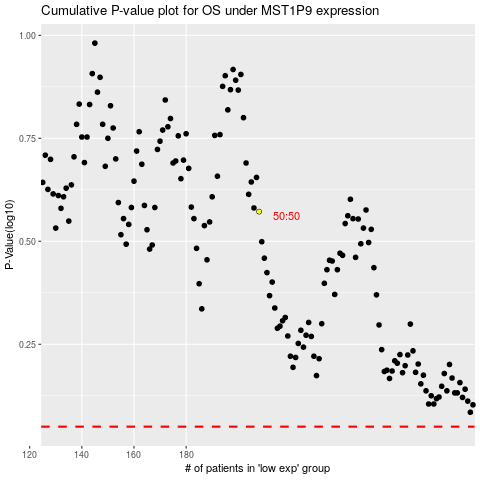 Cumulative P-value plot for OS under MST1P9 expression
1.00
0.75
0.50
0.25
P-Value(log10)
50:50
120 140 160 180
# of patients in 'low exp' group